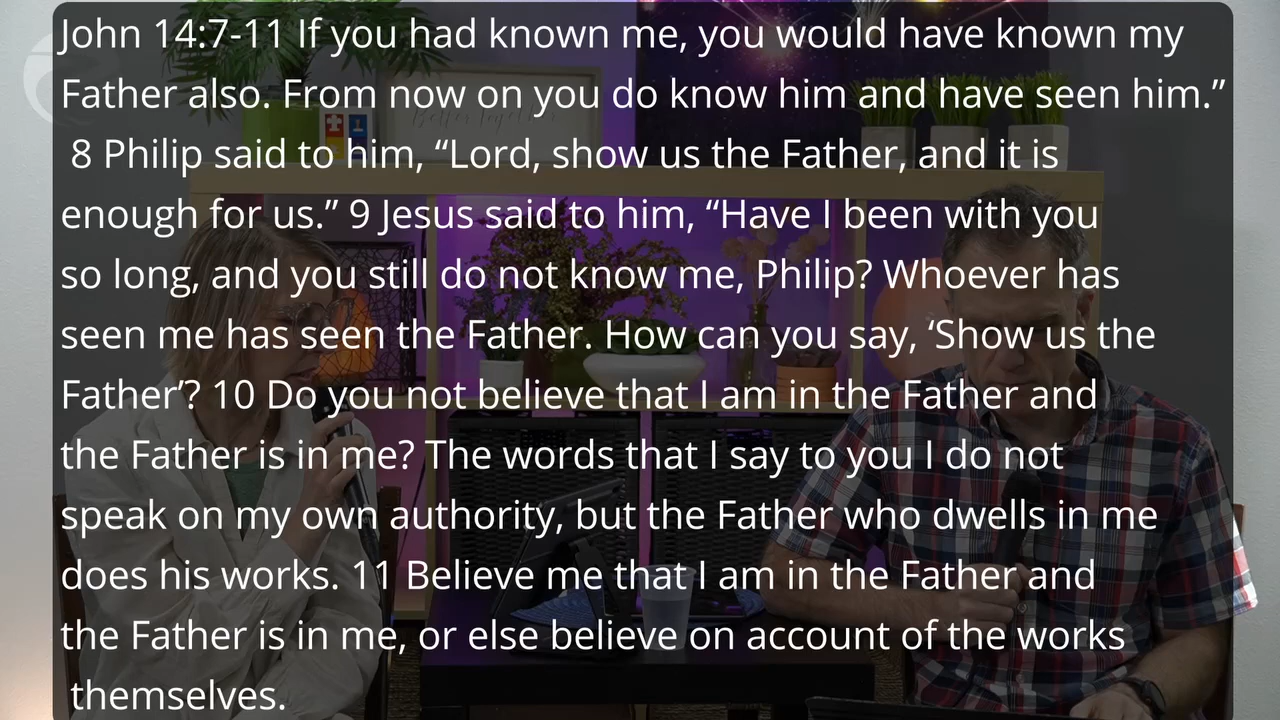 John 14:7-11 If you had known me, you would have known my
Father also. From now on you do know him and have seen him.”
8 Philip said to him, “Lord, show us the Father, and it is
enough for us.” 9 Jesus said to him, “Have I been with you
so long, and you still do not know me, Philip? Whoever has
seen me has seen the Father. How can you say, ‘Show us the
Father’? 10 Do you not believe that I am in the Father and
the Father is in me? The words that I say to you I do not
speak on my own authority, but the Father who dwells in me
does his works. 11 Believe me that I am in the Father and
the Father is in me, or else believe on account of the works
themselves.
Better Together